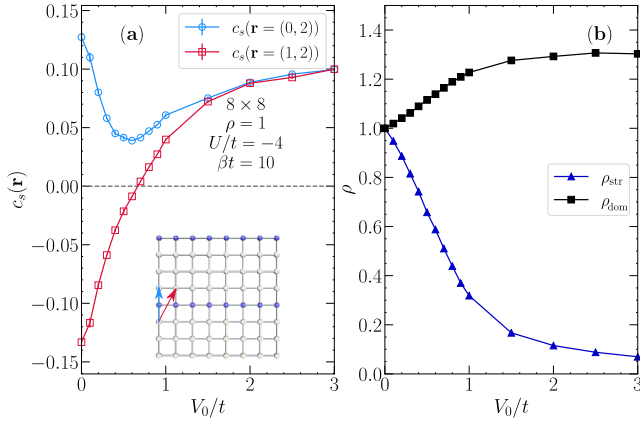 (a)
c_s(r = (0, 2))
c_s(r = (1, 2))
8 × 8
ρ = 1
U/t = −4
βt = 10
0.10
0.05
0.00
−0.05
−0.10
−0.15
c_s(r)
0 1 2 3
V_0/t
(b)
ρ_str
ρ_dom
1.4
1.2
1.0
0.8
0.6
0.4
0.2
0.0
ρ
0 1 2 3
V_0/t